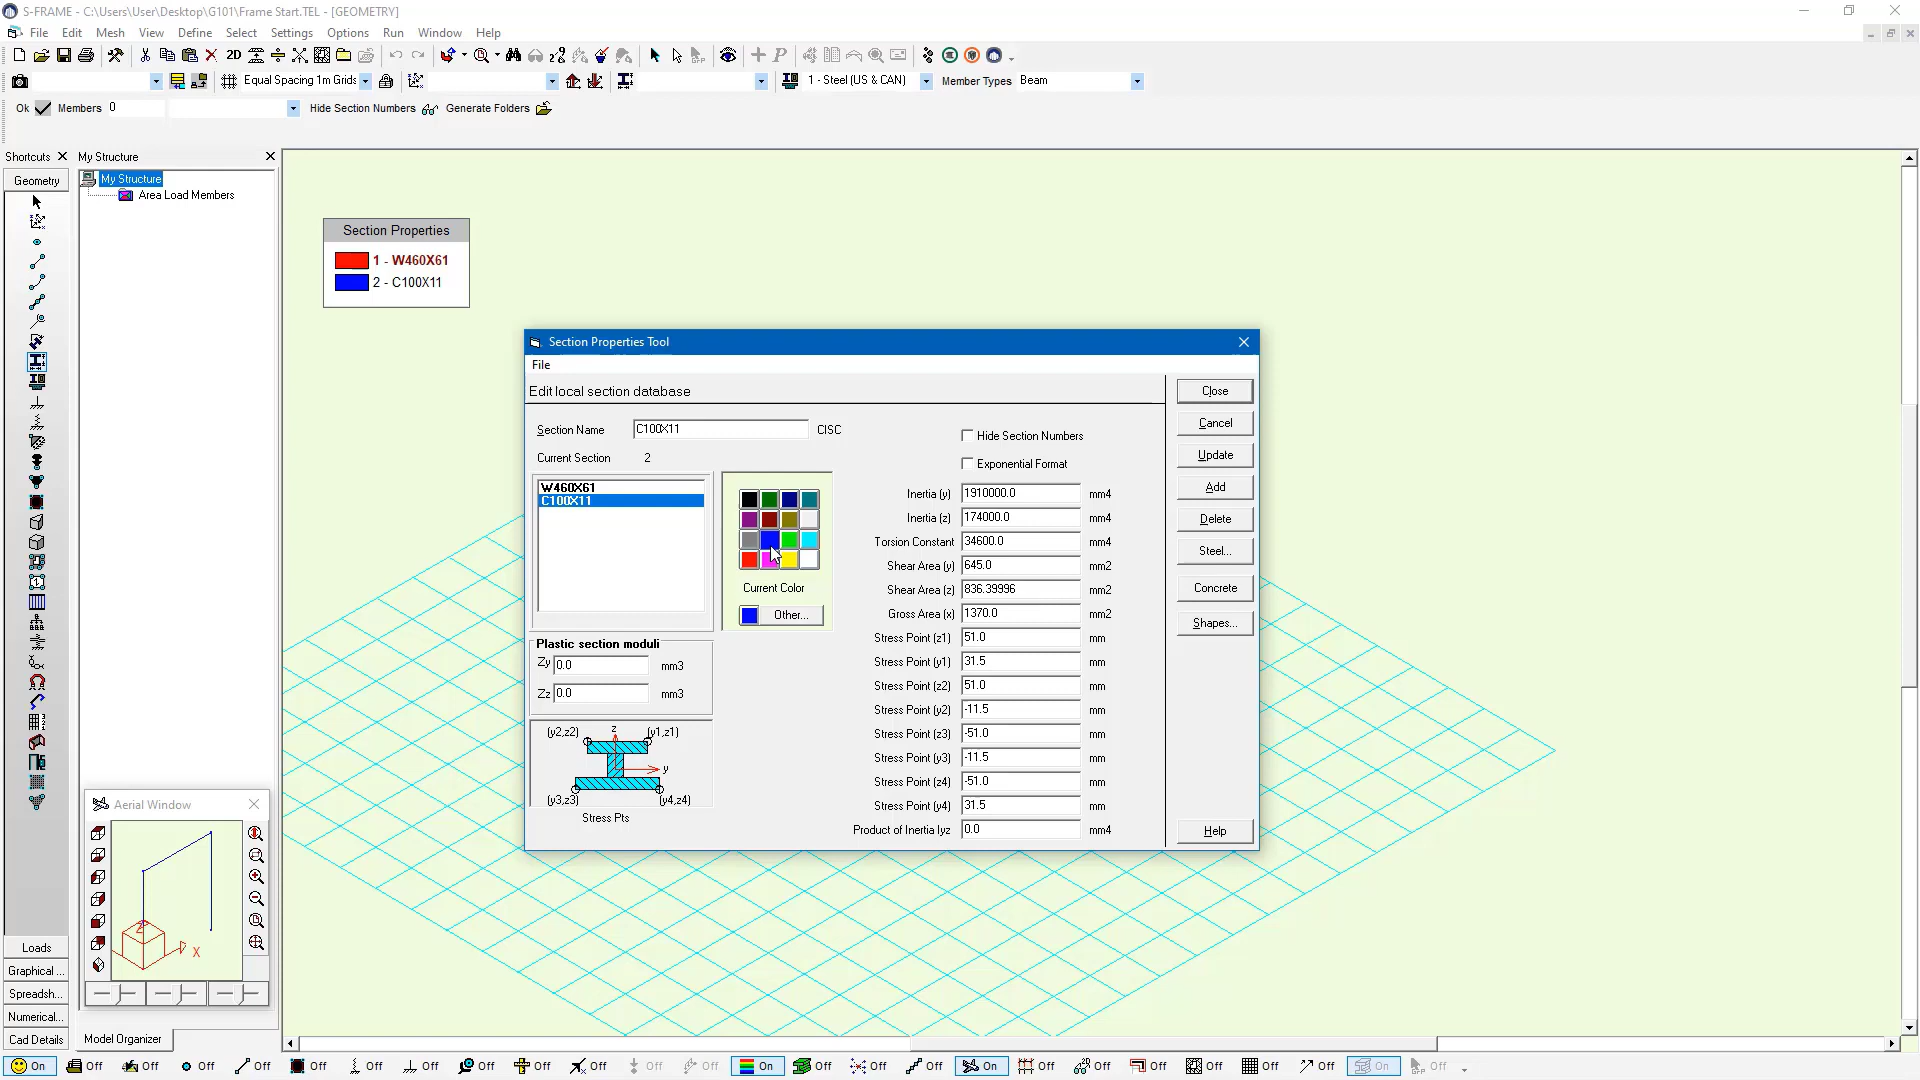 S-FRAME - C:\Users\User\Desktop\G101\Frame Start.TEL - [GEOMETRY]
File Edit Mesh View Define Select Settings Options Run Window Help
2D
Equal Spacing 1m Grids
1 - Steel (US & CAN)
Member Types Beam
Ok Members 0 Hide Section Numbers Generate Folders
Shortcuts My Structure
Geometry
My Structure
Area Load Members
Section Properties
1 - W460X61
2 - C100X11
Section Properties Tool
File
Edit local section database
Section Name C100X11 CISC
Current Section 2
W460X61
C100X11
Current Color
Other...
Plastic section moduli
Zy 0.0 mm3
Zz 0.0 mm3
(y2,z2) z (y1,z1)
y
(y3,z3) (y4,z4)
Stress Pts
Hide Section Numbers
Exponential Format
Inertia (y) 1910000.0 mm4
Inertia (z) 174000.0 mm4
Torsion Constant 34600.0 mm4
Shear Area (y) 645.0 mm2
Shear Area (z) 836.39996 mm2
Gross Area (x) 1370.0 mm2
Stress Point (z1) 51.0 mm
Stress Point (y1) 31.5 mm
Stress Point (z2) 51.0 mm
Stress Point (y2) -11.5 mm
Stress Point (z3) -51.0 mm
Stress Point (y3) -11.5 mm
Stress Point (z4) -51.0 mm
Stress Point (y4) 31.5 mm
Product of Inertia Iyz 0.0 mm4
Close
Cancel
Update
Add
Delete
Steel...
Concrete
Shapes...
Help
Aerial Window
Z
X
Loads
Graphical ...
Spreadsh...
Numerical...
Cad Details
Model Organizer
On Off Off Off Off Off Off Off Off Off Off Off Off On Off Off Off On Off Off Off Off Off Off On Off